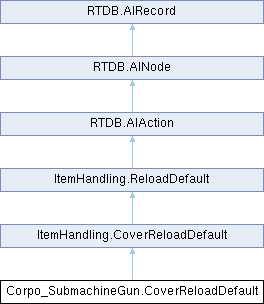 RTDB.AIRecord
RTDB.AINode
RTDB.AIAction
ItemHandling.ReloadDefault
ItemHandling.CoverReloadDefault
Corpo_SubmachineGun.CoverReloadDefault